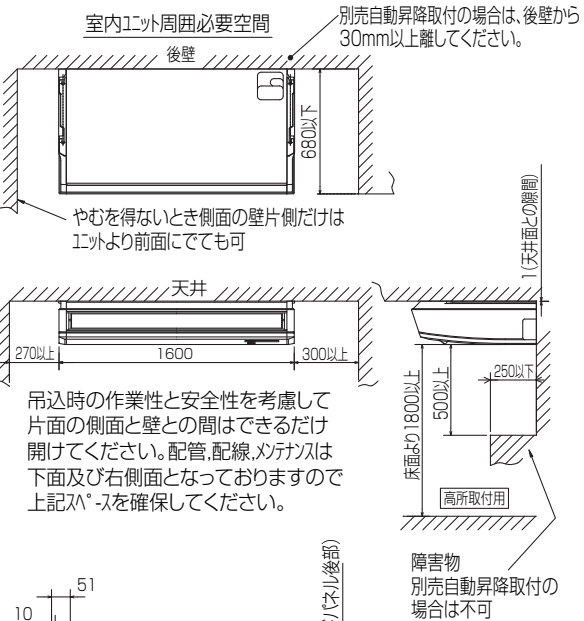 室内ユニット周囲必要空間
別売自動昇降取付の場合は、後壁から
30mm以上離してください。
後壁
680以下
やむを得ないとき側面の壁片側だけは
ユニットより前面にでても可
1(天井面との隙間)
天井
270以上
1600
300以上
床面より1800以上
500以上
250以下
高所取付用
吊込時の作業性と安全性を考慮して
片面の側面と壁との間はできるだけ
開けてください。配管,配線,メンテナンスは
下面及び右側面となっておりますので
上記スペースを確保してください。
障害物
別売自動昇降取付の
場合は不可
51
10
パネル後部)